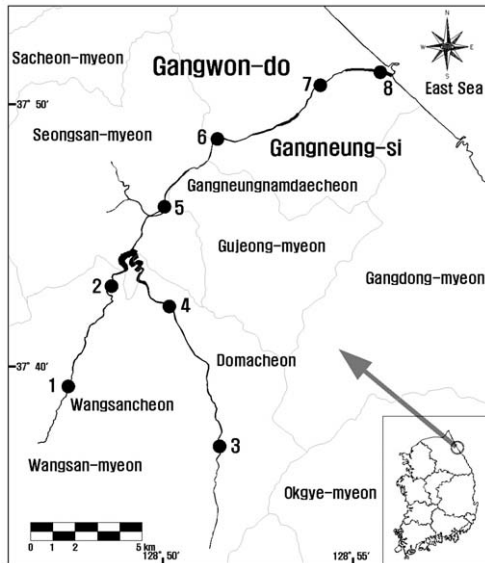 N
W
E
S
Sacheon-myeon
Gangwon-do
East Sea
7
8
37° 50'
Seongsan-myeon
6
Gangneung-si
Gangneungnamdaecheon
5
Gujeong-myeon
Gangdong-myeon
2
4
37° 40'
Domacheon
1
Wangsancheon
3
Wangsan-myeon
Okgye-myeon
0 1 2 3 5
km
128° 50'
128° 55'